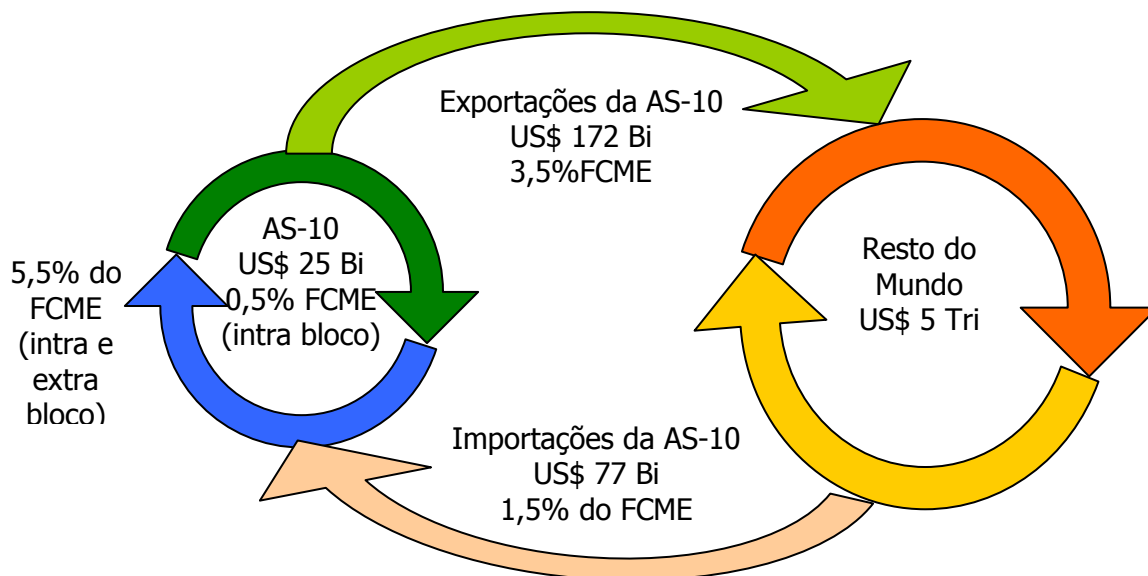 Exportações da AS-10
US$ 172 Bi
3,5%FCME
5,5% do
FCME
(intra e
extra
bloco)
AS-10
US$ 25 Bi
0,5% FCME
(intra bloco)
Resto do
Mundo
US$ 5 Tri
Importações da AS-10
US$ 77 Bi
1,5% do FCME